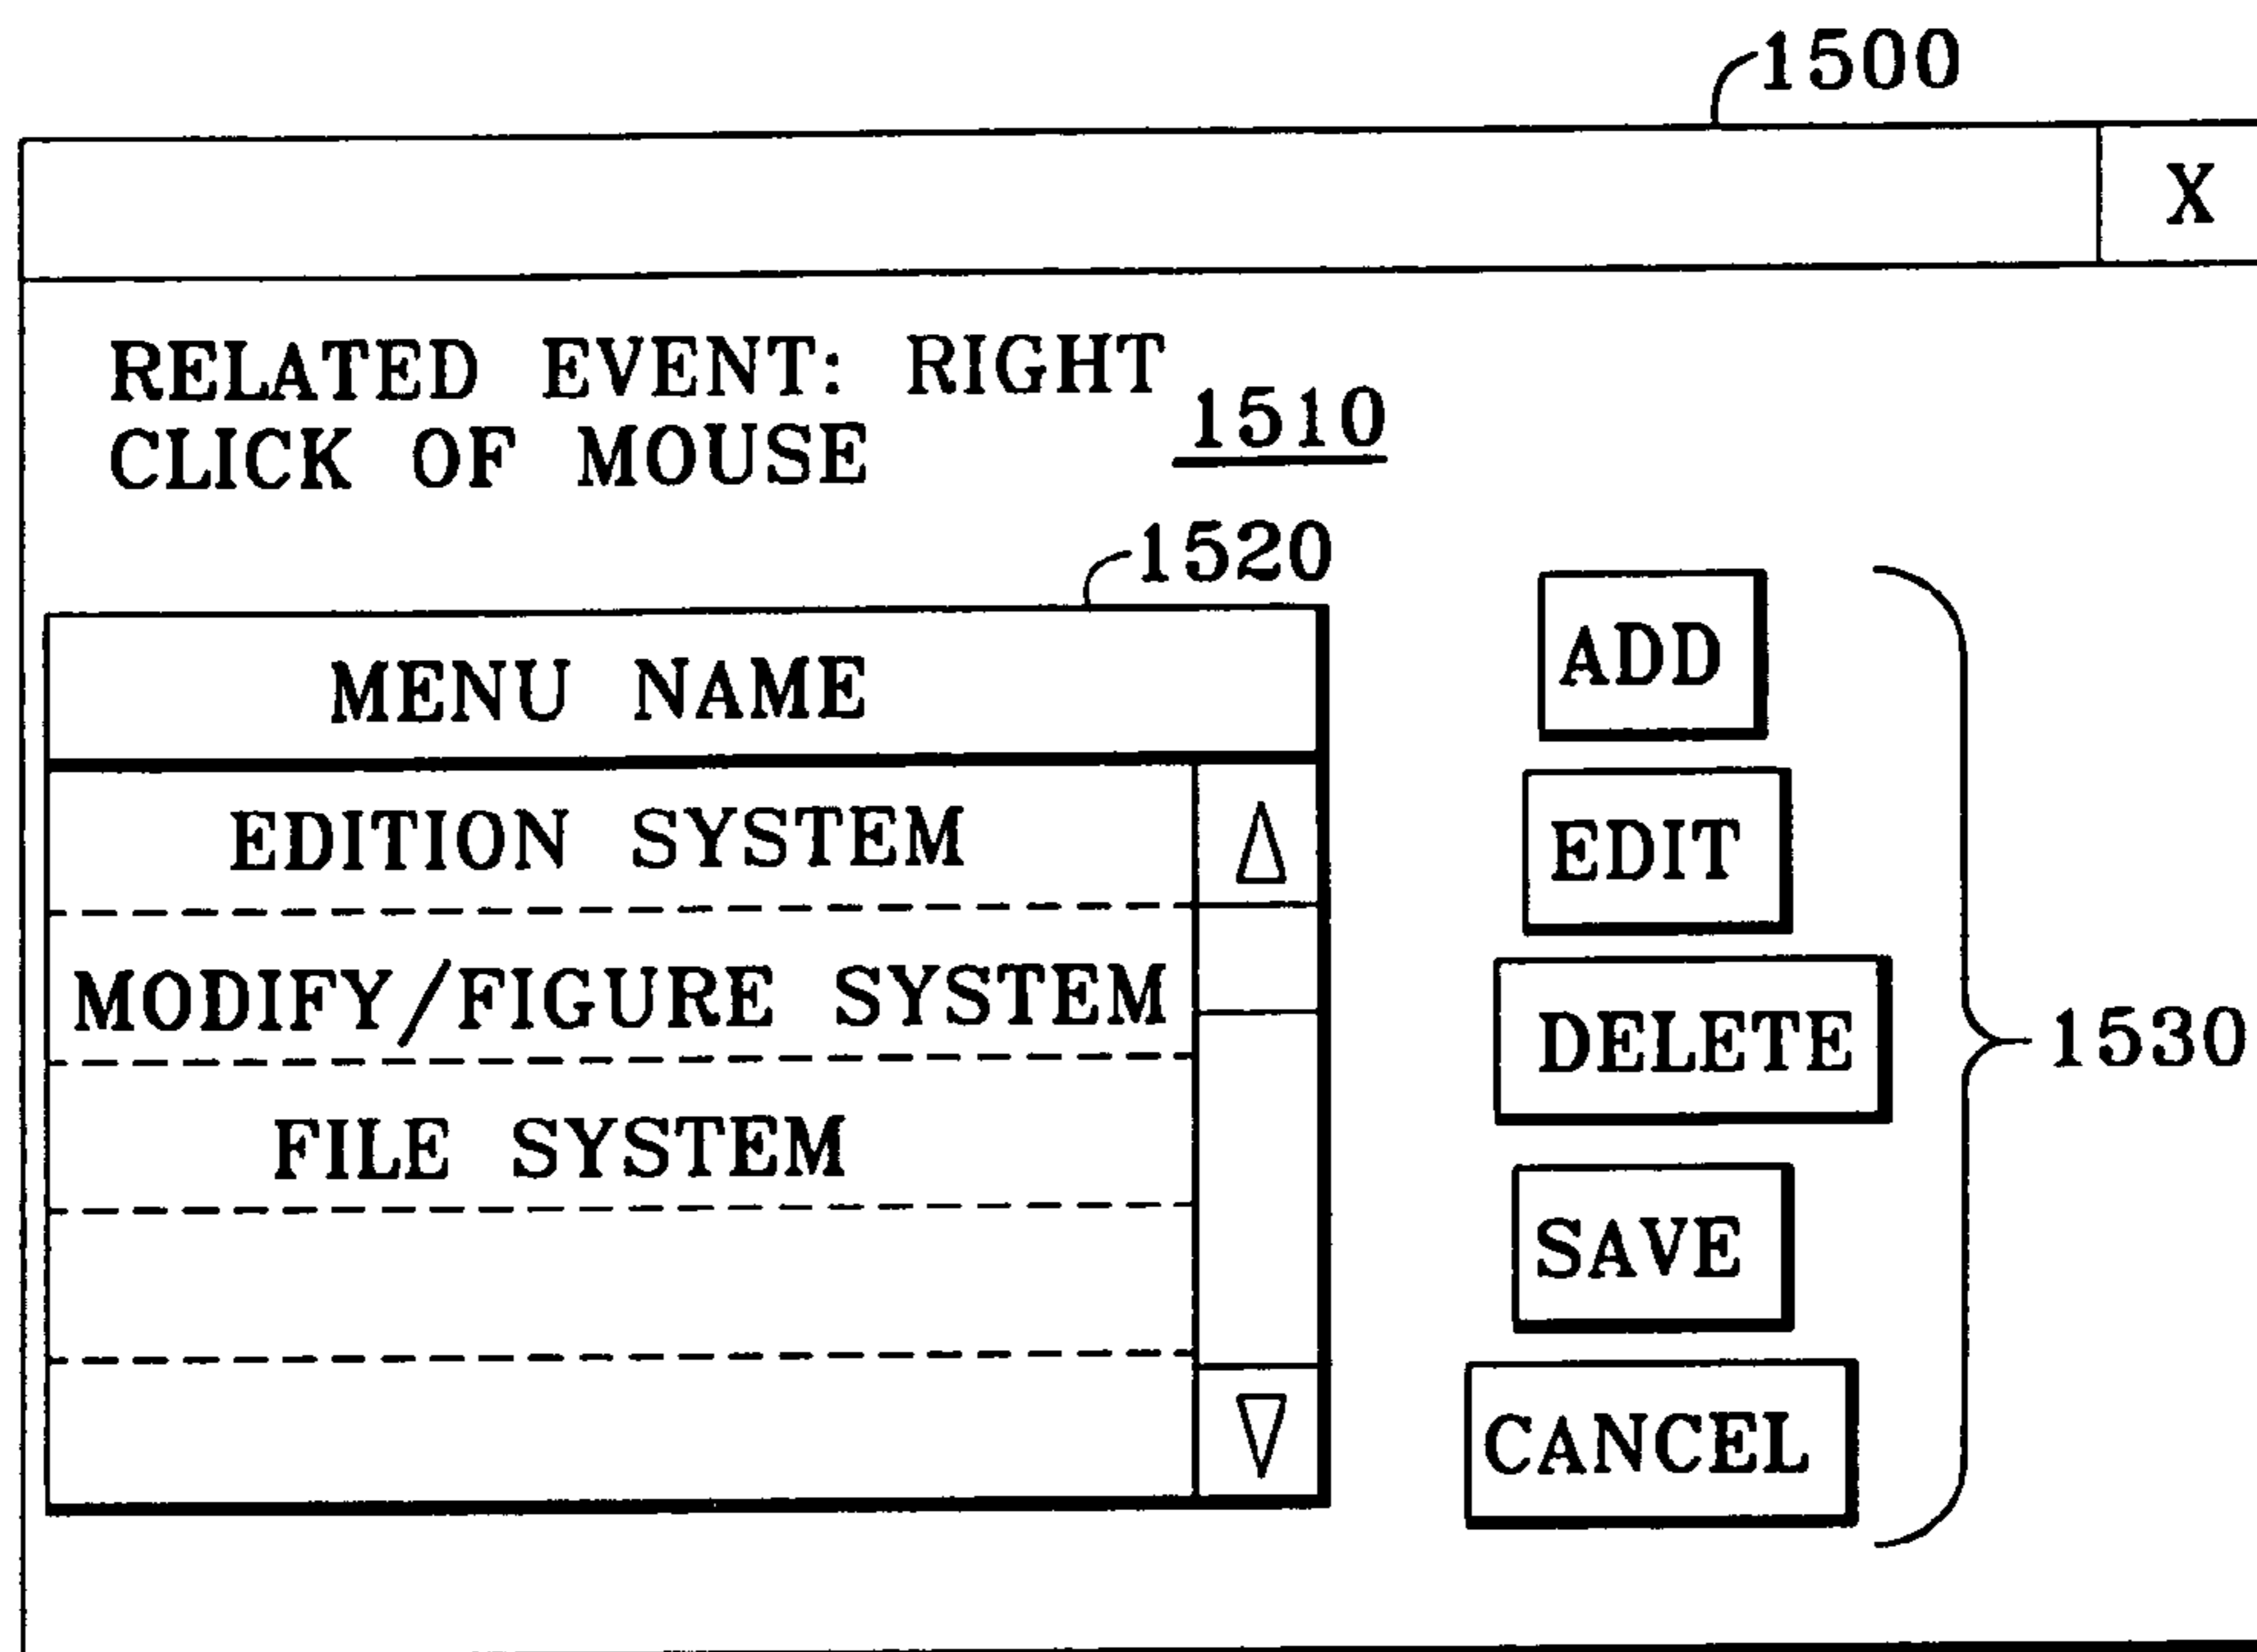 1500
X
RELATED EVENT: RIGHT
CLICK OF MOUSE
1510
1520
MENU NAME
EDITION SYSTEM
MODIFY/FIGURE SYSTEM
FILE SYSTEM
ADD
EDIT
DELETE
SAVE
CANCEL
1530